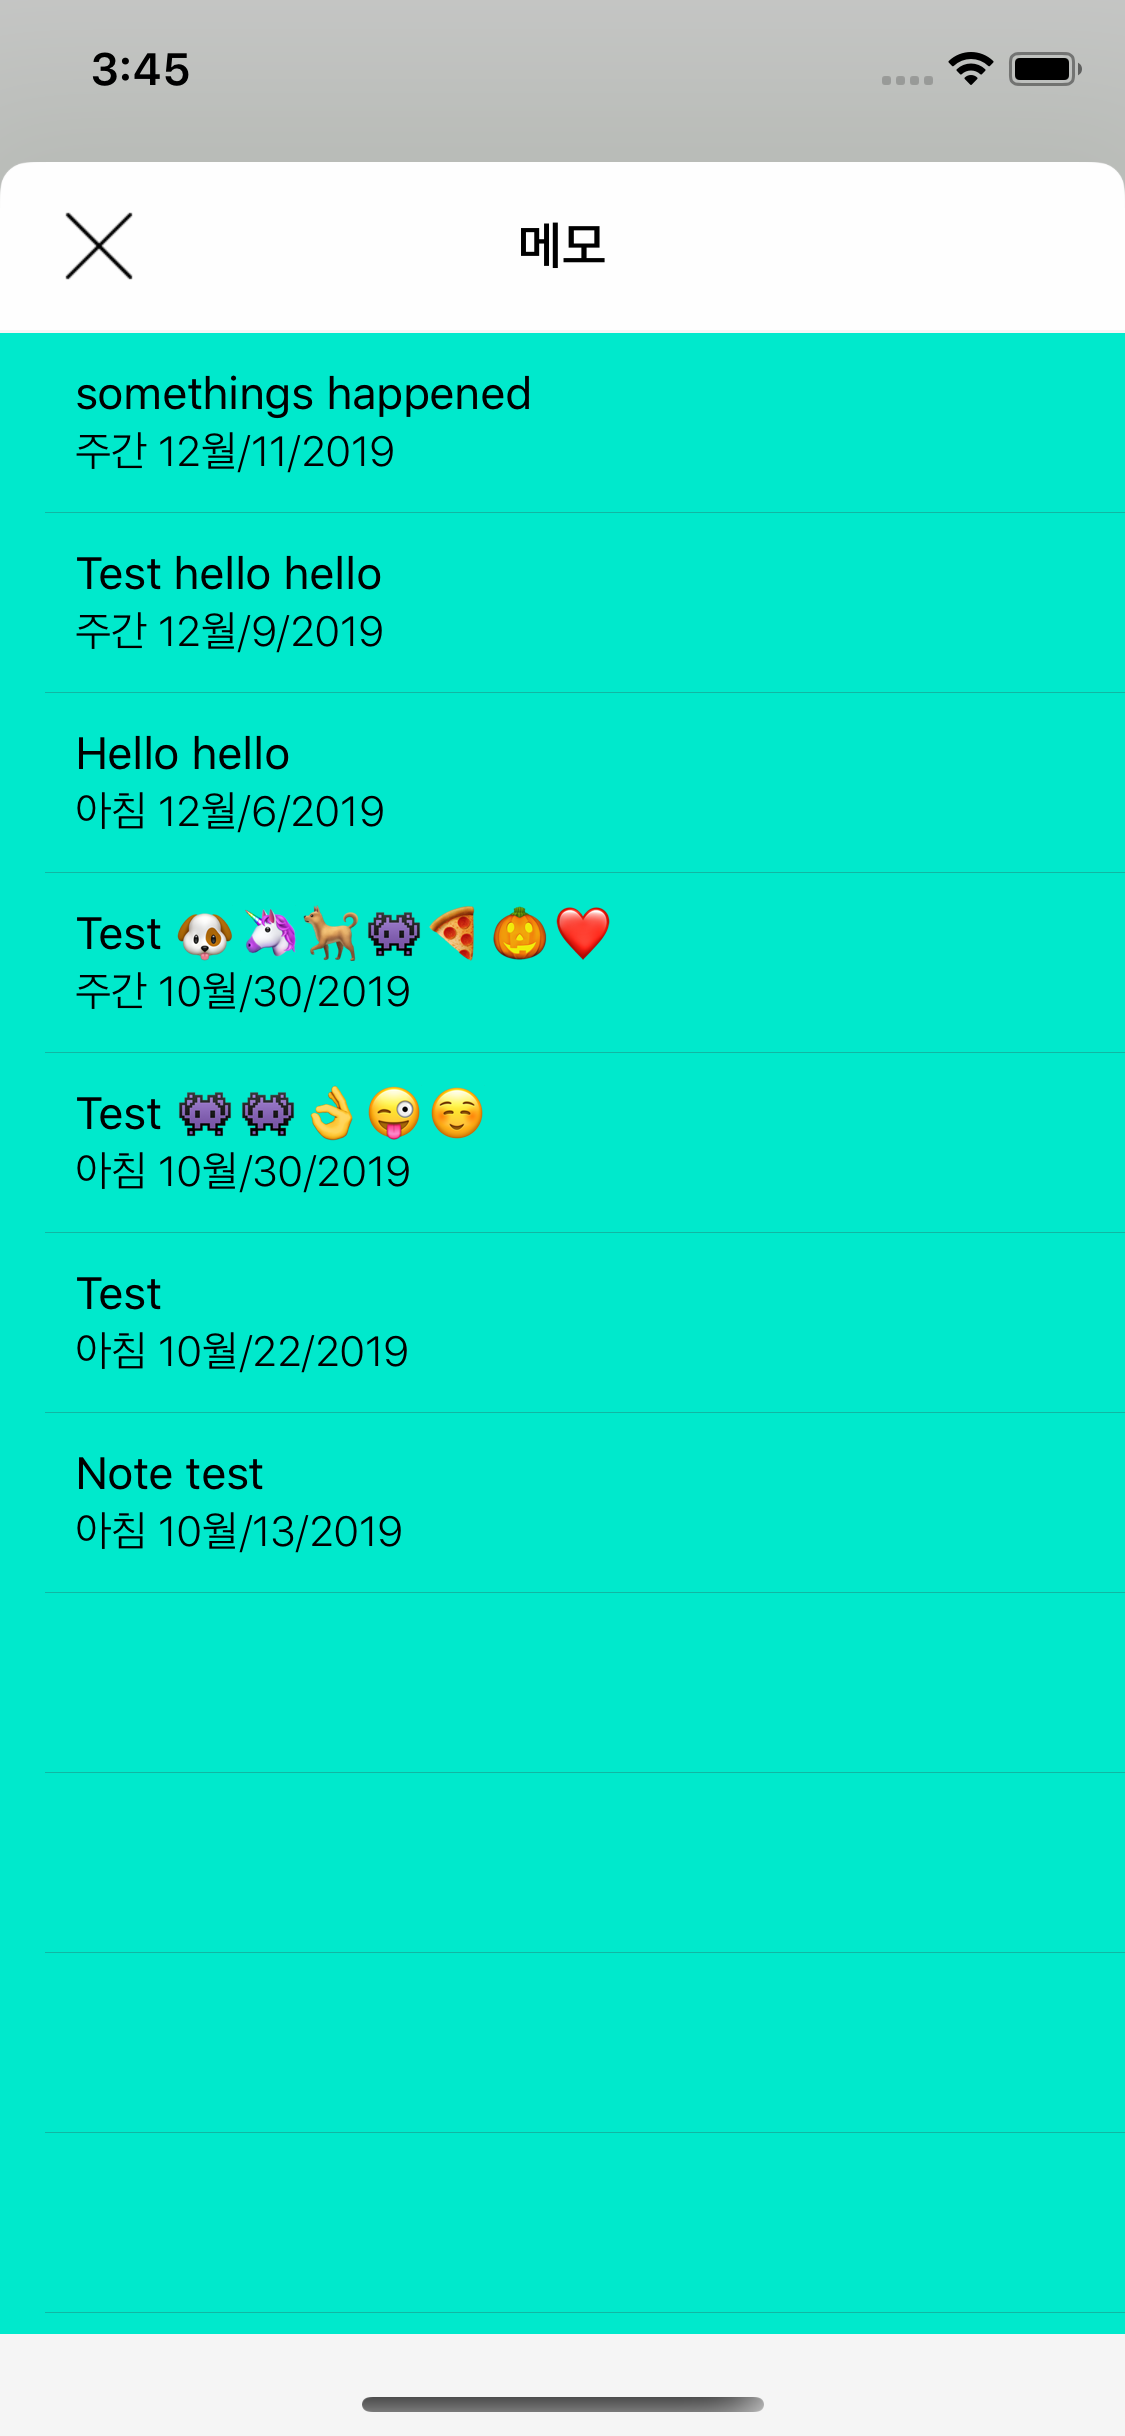 3:45
메모
somethings happened
주간 12월/11/2019
Test hello hello
주간 12월/9/2019
Hello hello
아침 12월/6/2019
Test 🐶🦄🐕👾🍕🎃❤️
주간 10월/30/2019
Test 👾👾👌😜☺️
아침 10월/30/2019
Test
아침 10월/22/2019
Note test
아침 10월/13/2019